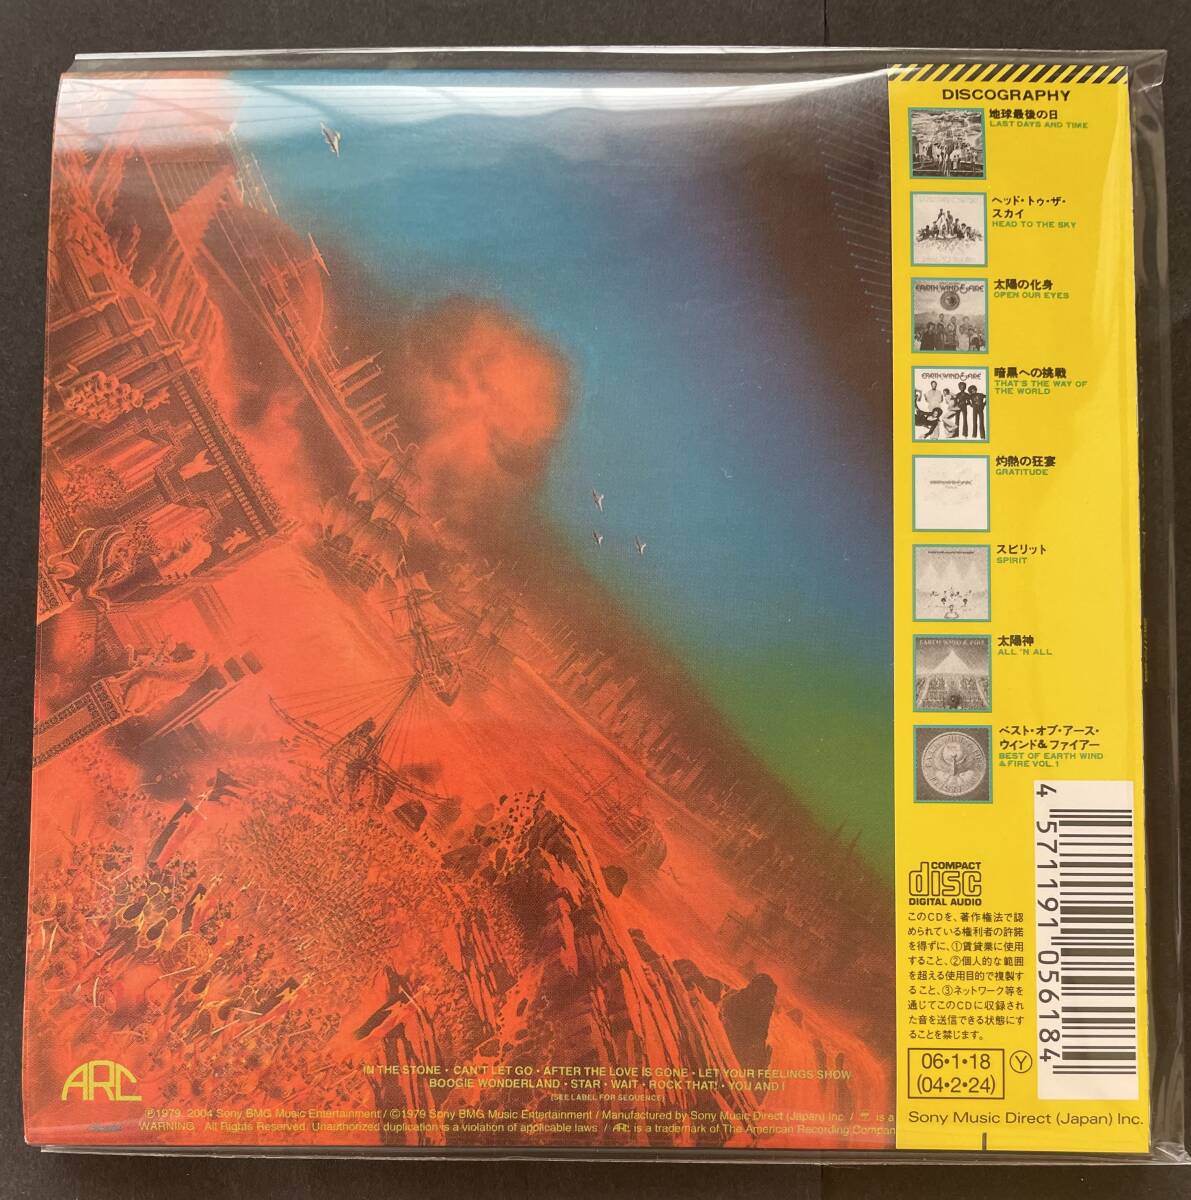 DISCOGRAPHY
地球最後の日
LAST DAYS AND TIME
ヘッド・トゥ・ザ・
スカイ
HEAD TO THE SKY
太陽の化身
OPEN OUR EYES
EARTH, WIND & FIRE
暗黒への挑戦
THAT'S THE WAY OF
THE WORLD
EARTH, WIND & FIRE
灼熱の狂宴
GRATITUDE
スピリット
SPIRIT
太陽神
ALL 'N ALL
EARTH, WIND & FIRE
ベスト・オブ・アース・
ウインド&ファイアー
BEST OF EARTH WIND
& FIRE VOL.1
4 571191 056184
COMPACT
disc
DIGITAL AUDIO
このCDを、著作権法で認
められている権利者の許諾
を得ずに、①賃貸業に使用
すること、②個人的な範囲
を超える使用目的で複製す
ること、③ネットワーク等を
通じてこのCDに収録され
た音を送信できる状態にす
ることを禁じます。
06・1・18
(04・2・24)
Y
Sony Music Direct (Japan) Inc.
ARC
IN THE STONE • CAN'T LET GO • AFTER THE LOVE IS GONE • LET YOUR FEELINGS SHOW
BOOGIE WONDERLAND • STAR • WAIT • ROCK THAT! • YOU AND I
(SEE LABEL FOR SEQUENCE)
℗1979, 2004 Sony BMG Music Entertainment / ©1979 Sony BMG Music Entertainment / Manufactured by Sony Music Direct (Japan) Inc. / is a
WARNING: All Rights Reserved. Unauthorized duplication is a violation of applicable laws. / ARC is a trademark of The American Recording Compan